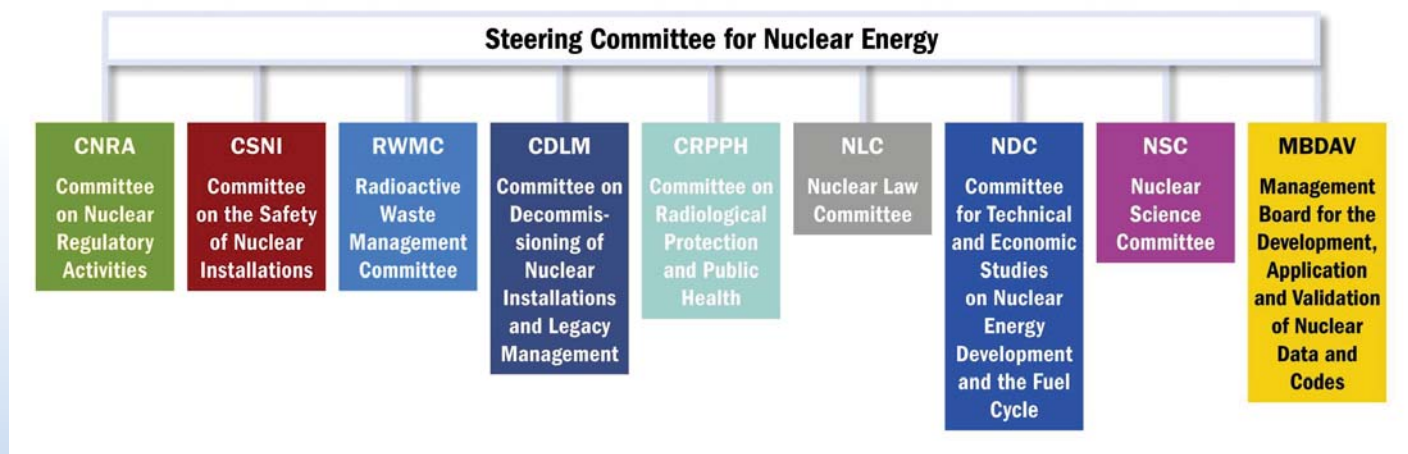 Steering Committee for Nuclear Energy
CNRA
Committee
on Nuclear
Regulatory
Activities
CSNI
Committee
on the Safety
of Nuclear
Installations
RWMC
Radioactive
Waste
Management
Committee
CDLM
Committee on
Decommis-
sioning of
Nuclear
Installations
and Legacy
Management
CRPPH
Committee on
Radiological
Protection
and Public
Health
NLC
Nuclear Law
Committee
NDC
Committee
for Technical
and Economic
Studies
on Nuclear
Energy
Development
and the Fuel
Cycle
NSC
Nuclear
Science
Committee
MBDAV
Management
Board for the
Development,
Application
and Validation
of Nuclear
Data and
Codes